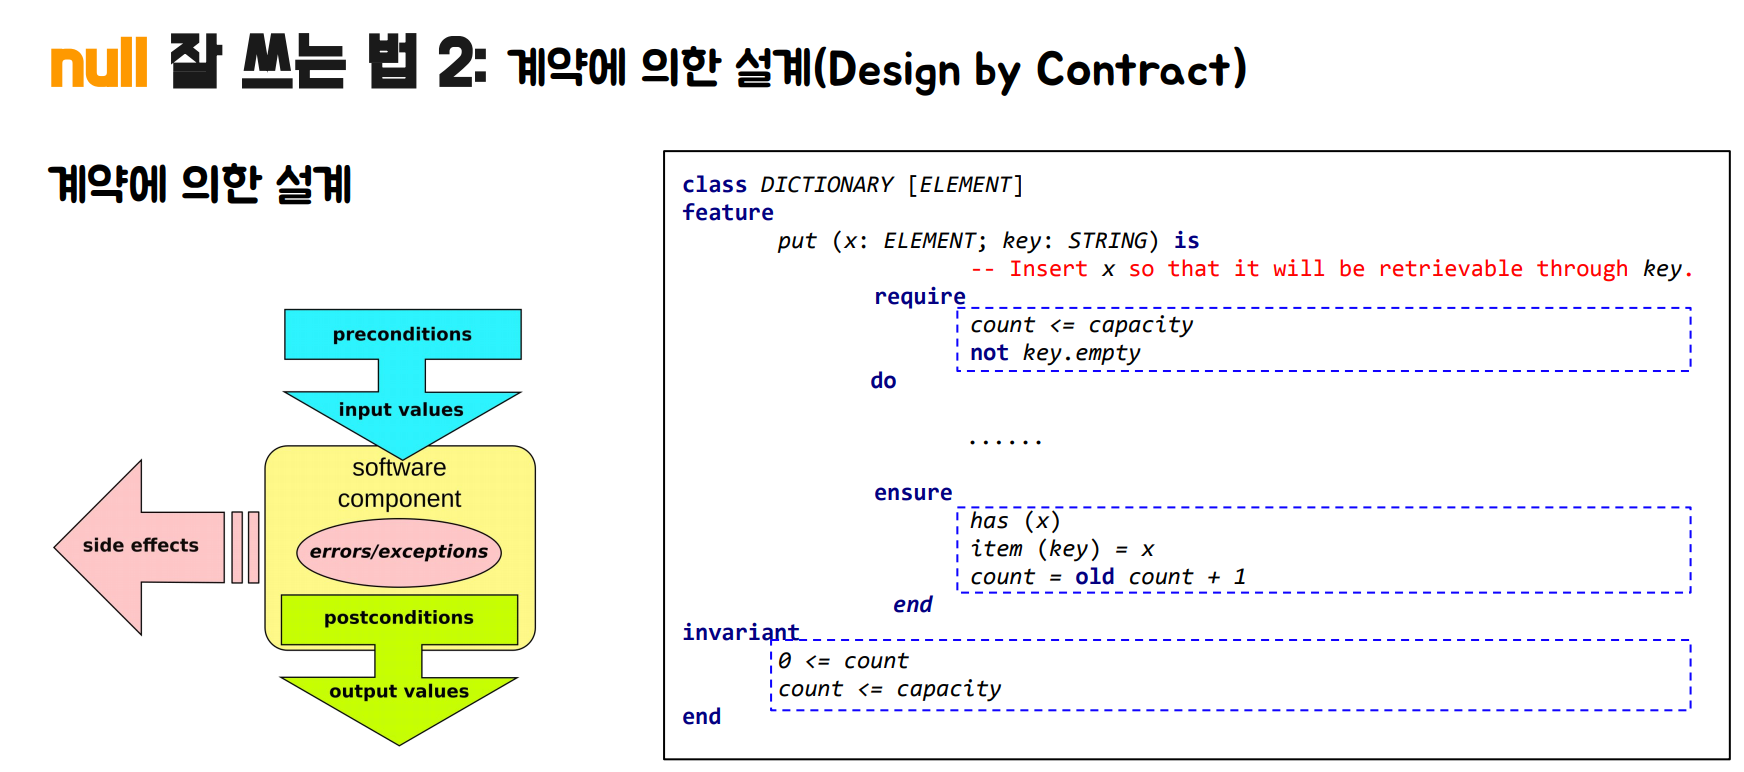 null 잘 쓰는 법 2: 계약에 의한 설계(Design by Contract)
계약에 의한 설계
preconditions
input values
software
component
errors/exceptions
side effects
postconditions
output values
class DICTIONARY [ELEMENT]
feature
put (x: ELEMENT; key: STRING) is
-- Insert x so that it will be retrievable through key.
require
count <= capacity
not key.empty
do
......
ensure
has (x)
item (key) = x
count = old count + 1
end
invariant
0 <= count
count <= capacity
end